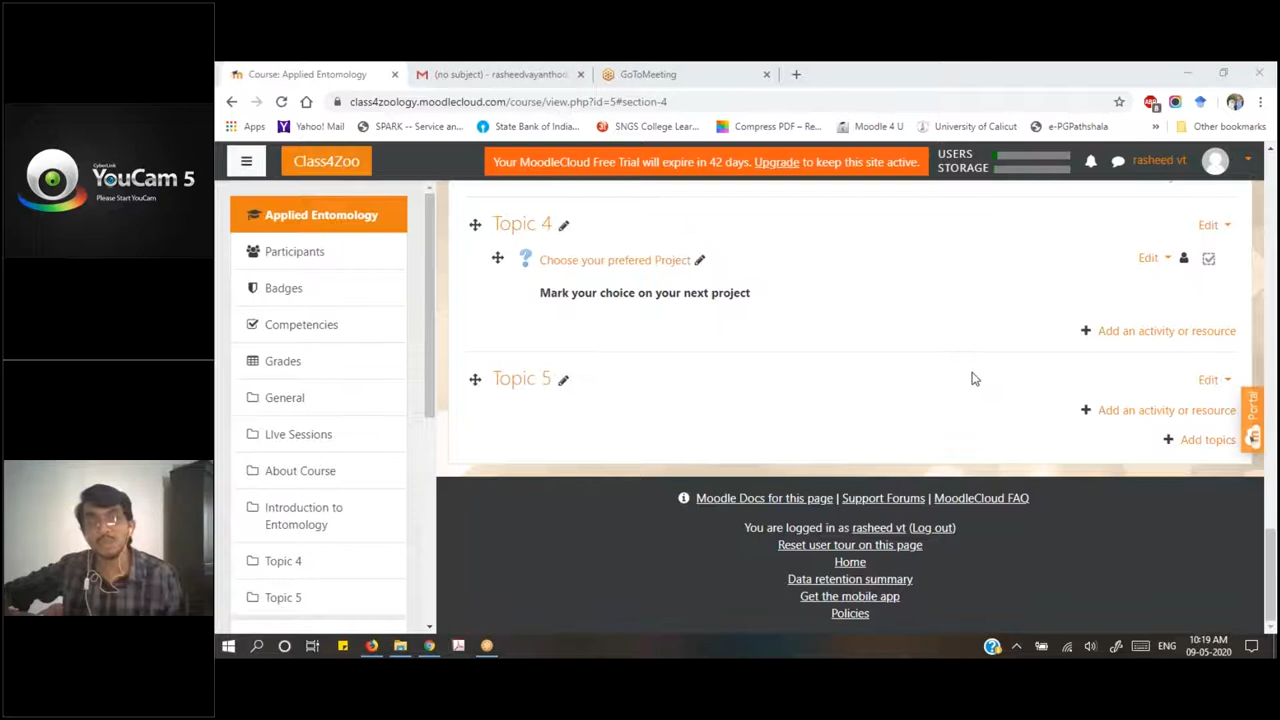 CyberLink
YouCam 5
Please Start YouCam
Course: Applied Entomology
(no subject) - rasheedvayanthoo
GoToMeeting
class4zoology.moodlecloud.com/course/view.php?id=5#section-4
Apps
Yahoo! Mail
SPARK -- Service an...
State Bank of India...
SNGS College Lear...
Compress PDF – Re...
Moodle 4 U
University of Calicut
e-PGPathshala
»
Other bookmarks
Class4Zoo
Your MoodleCloud Free Trial will expire in 42 days. Upgrade to keep this site active.
USERS
STORAGE
rasheed vt
Applied Entomology
Participants
Badges
Competencies
Grades
General
LIve Sessions
About Course
Introduction to
Entomology
Topic 4
Topic 5
Topic 4
Edit
Choose your prefered Project
Edit
Mark your choice on your next project
Add an activity or resource
Topic 5
Edit
Add an activity or resource
Add topics
Portal
Moodle Docs for this page | Support Forums | MoodleCloud FAQ
You are logged in as rasheed vt (Log out)
Reset user tour on this page
Home
Data retention summary
Get the mobile app
Policies
ENG
10:19 AM
09-05-2020